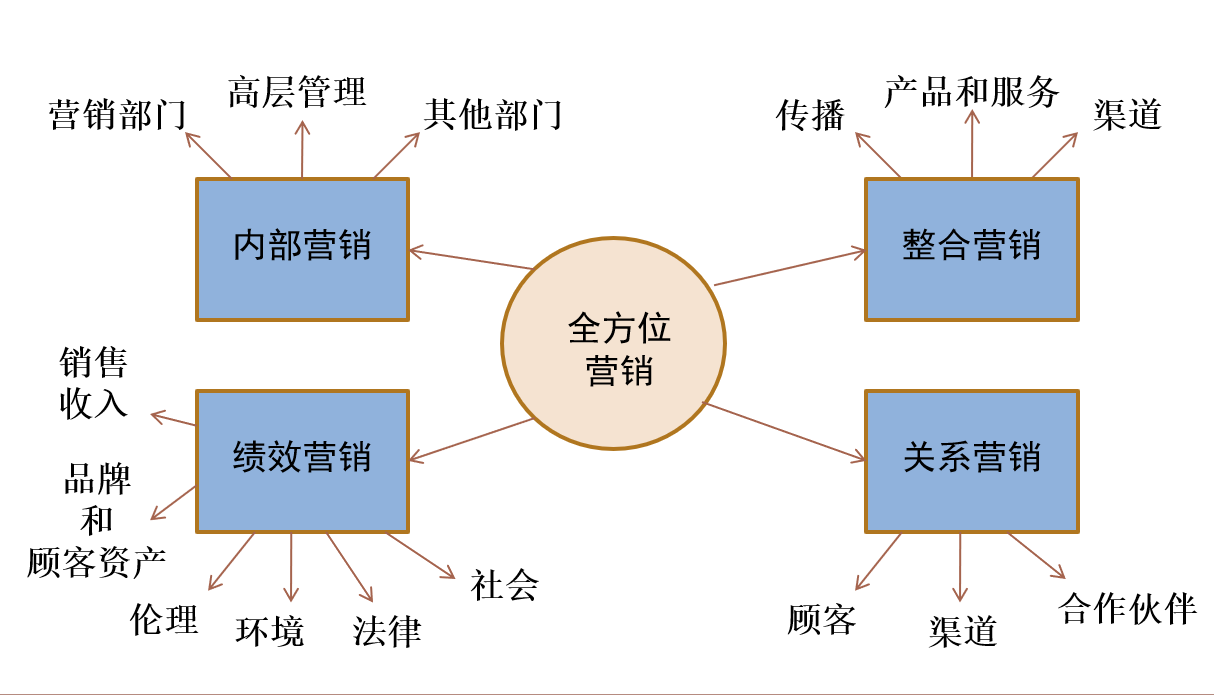 营销部门
高层管理
其他部门
传播
产品和服务
渠道
内部营销
整合营销
全方位
营销
销售
收入
绩效营销
关系营销
品牌
和
顾客资产
伦理
环境
法律
社会
顾客
渠道
合作伙伴